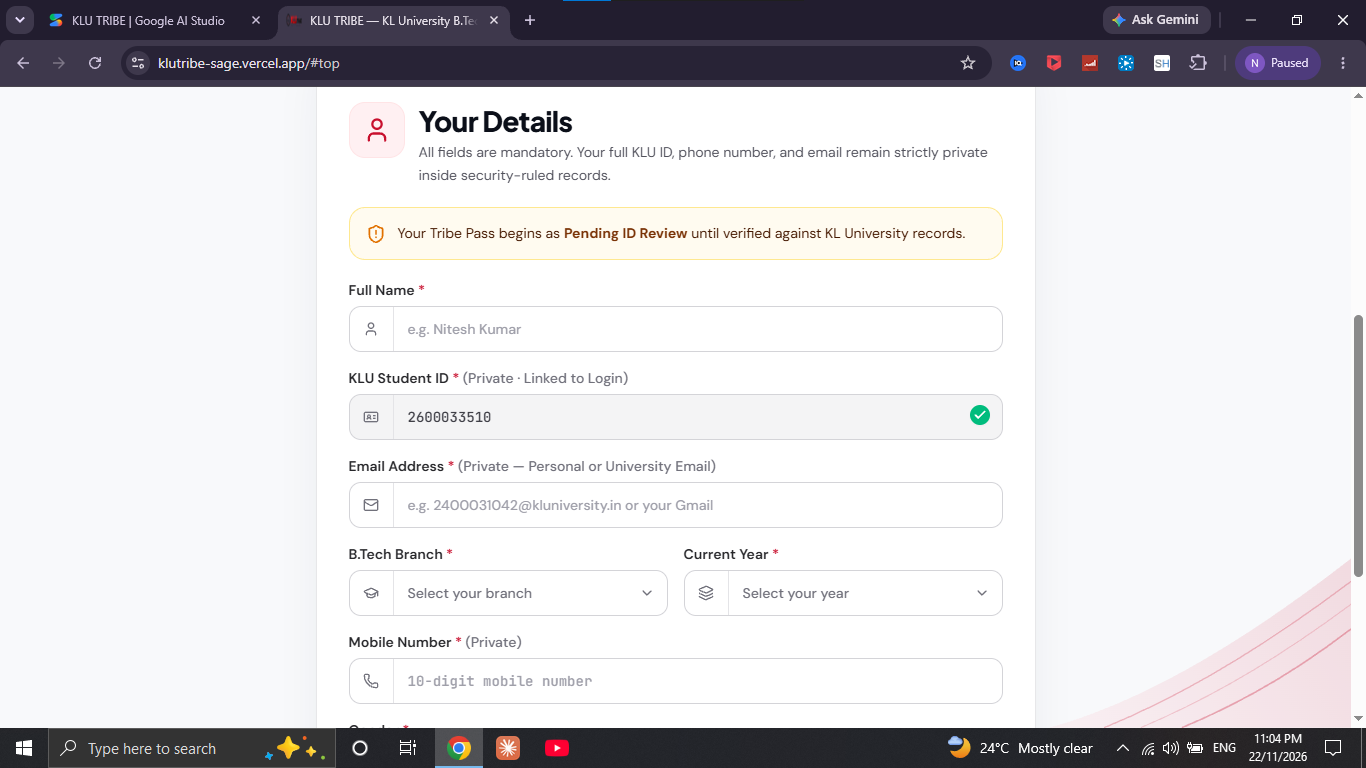 KLU TRIBE | Google AI Studio
KLU TRIBE — KL University B.Te
Ask Gemini
klutribe-sage.vercel.app/#top
SH
N Paused
Your Details
All fields are mandatory. Your full KLU ID, phone number, and email remain strictly private
inside security-ruled records.
Your Tribe Pass begins as Pending ID Review until verified against KL University records.
Full Name *
e.g. Nitesh Kumar
KLU Student ID * (Private · Linked to Login)
2600033510
Email Address * (Private — Personal or University Email)
e.g. 2400031042@kluniversity.in or your Gmail
B.Tech Branch * Current Year *
Select your branch Select your year
Mobile Number * (Private)
10-digit mobile number
Type here to search
24°C Mostly clear
ENG
11:04 PM
22/11/2026